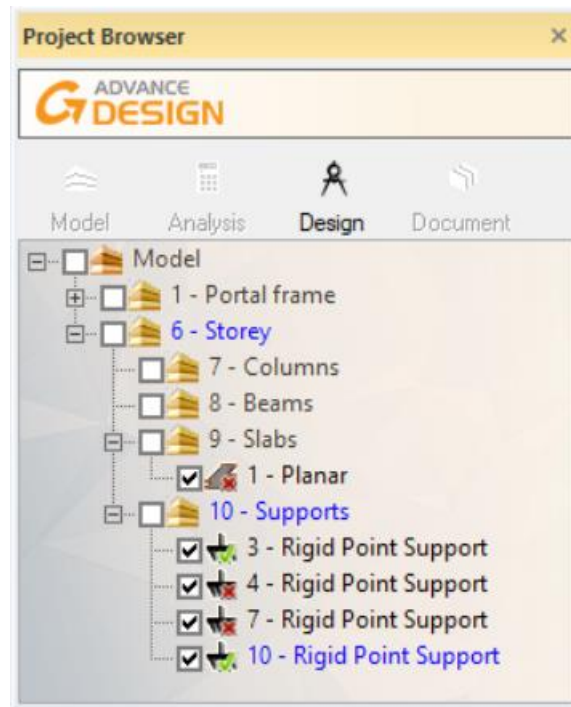 Project Browser
ADVANCE
DESIGN
Model Analysis Design Document
Model
1 - Portal frame
6 - Storey
7 - Columns
8 - Beams
9 - Slabs
1 - Planar
10 - Supports
3 - Rigid Point Support
4 - Rigid Point Support
7 - Rigid Point Support
10 - Rigid Point Support